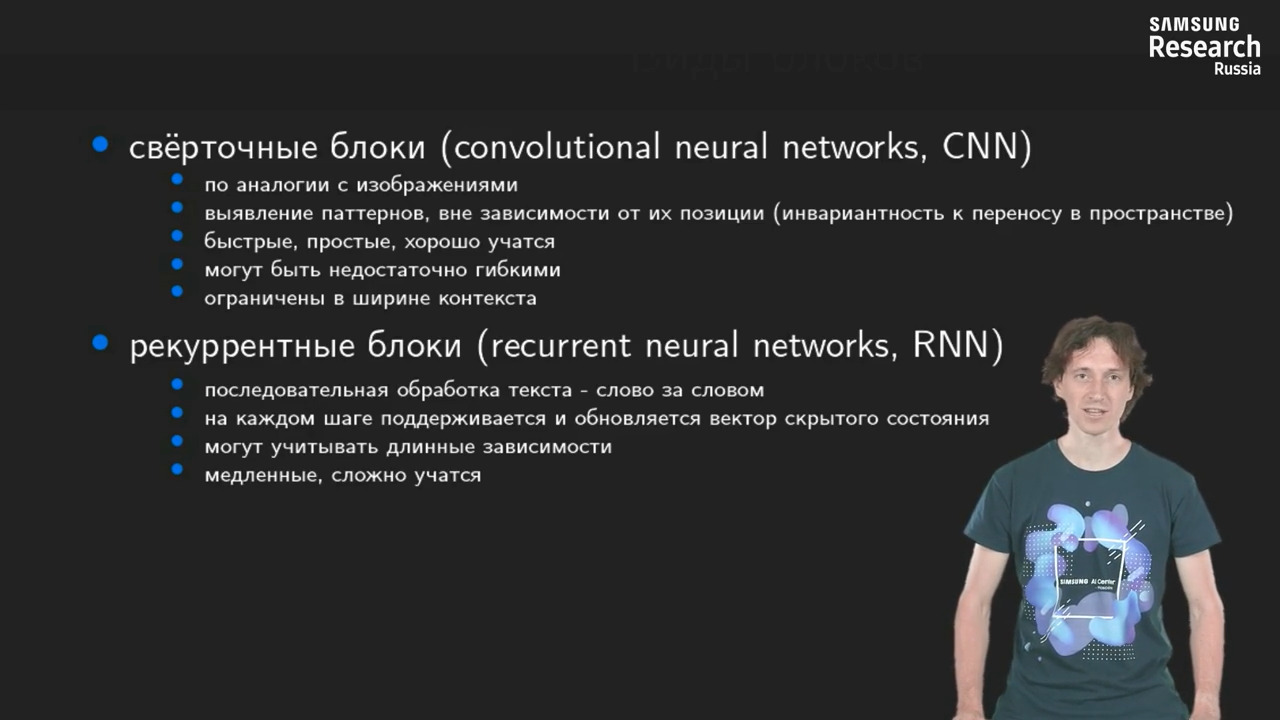 SAMSUNG
Research
Russia
свёрточные блоки (convolutional neural networks, CNN)
по аналогии с изображениями
выявление паттернов, вне зависимости от их позиции (инвариантность к переносу в пространстве)
быстрые, простые, хорошо учатся
могут быть недостаточно гибкими
ограничены в ширине контекста
рекуррентные блоки (recurrent neural networks, RNN)
последовательная обработка текста - слово за словом
на каждом шаге поддерживается и обновляется вектор скрытого состояния
могут учитывать длинные зависимости
медленные, сложно учатся
SAMSUNG AI Center